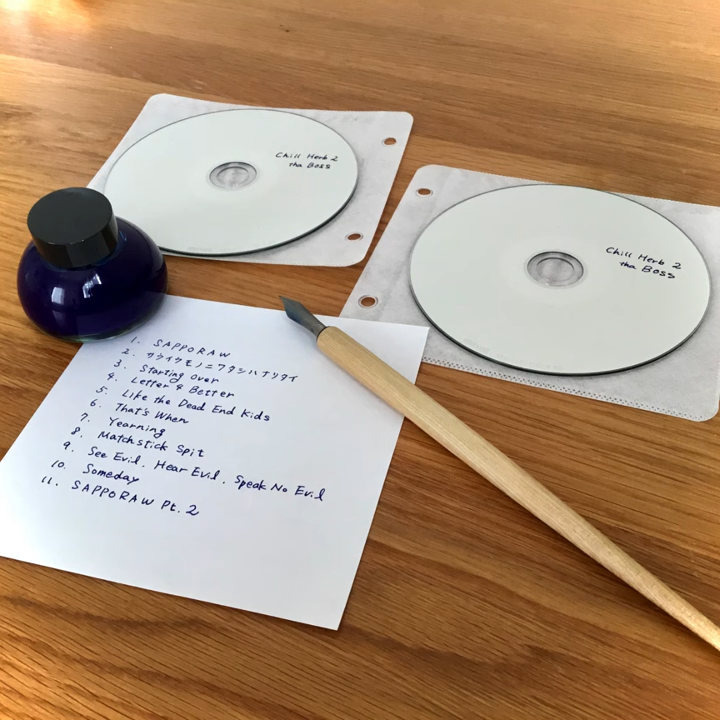 Chill Herb 2
tha Boss
Chill Herb 2
tha Boss
1. SAPPORAW
2. サウイウモノニワタシハナリタイ
3. Starting Over
4. Letter 4 Better
5. Like the Dead End Kids
6. That's When
7. Yearning
8. Matchstick Spit
9. See Evil, Hear Evil, Speak No Evil
10. Someday
11. SAPPORAW Pt. 2